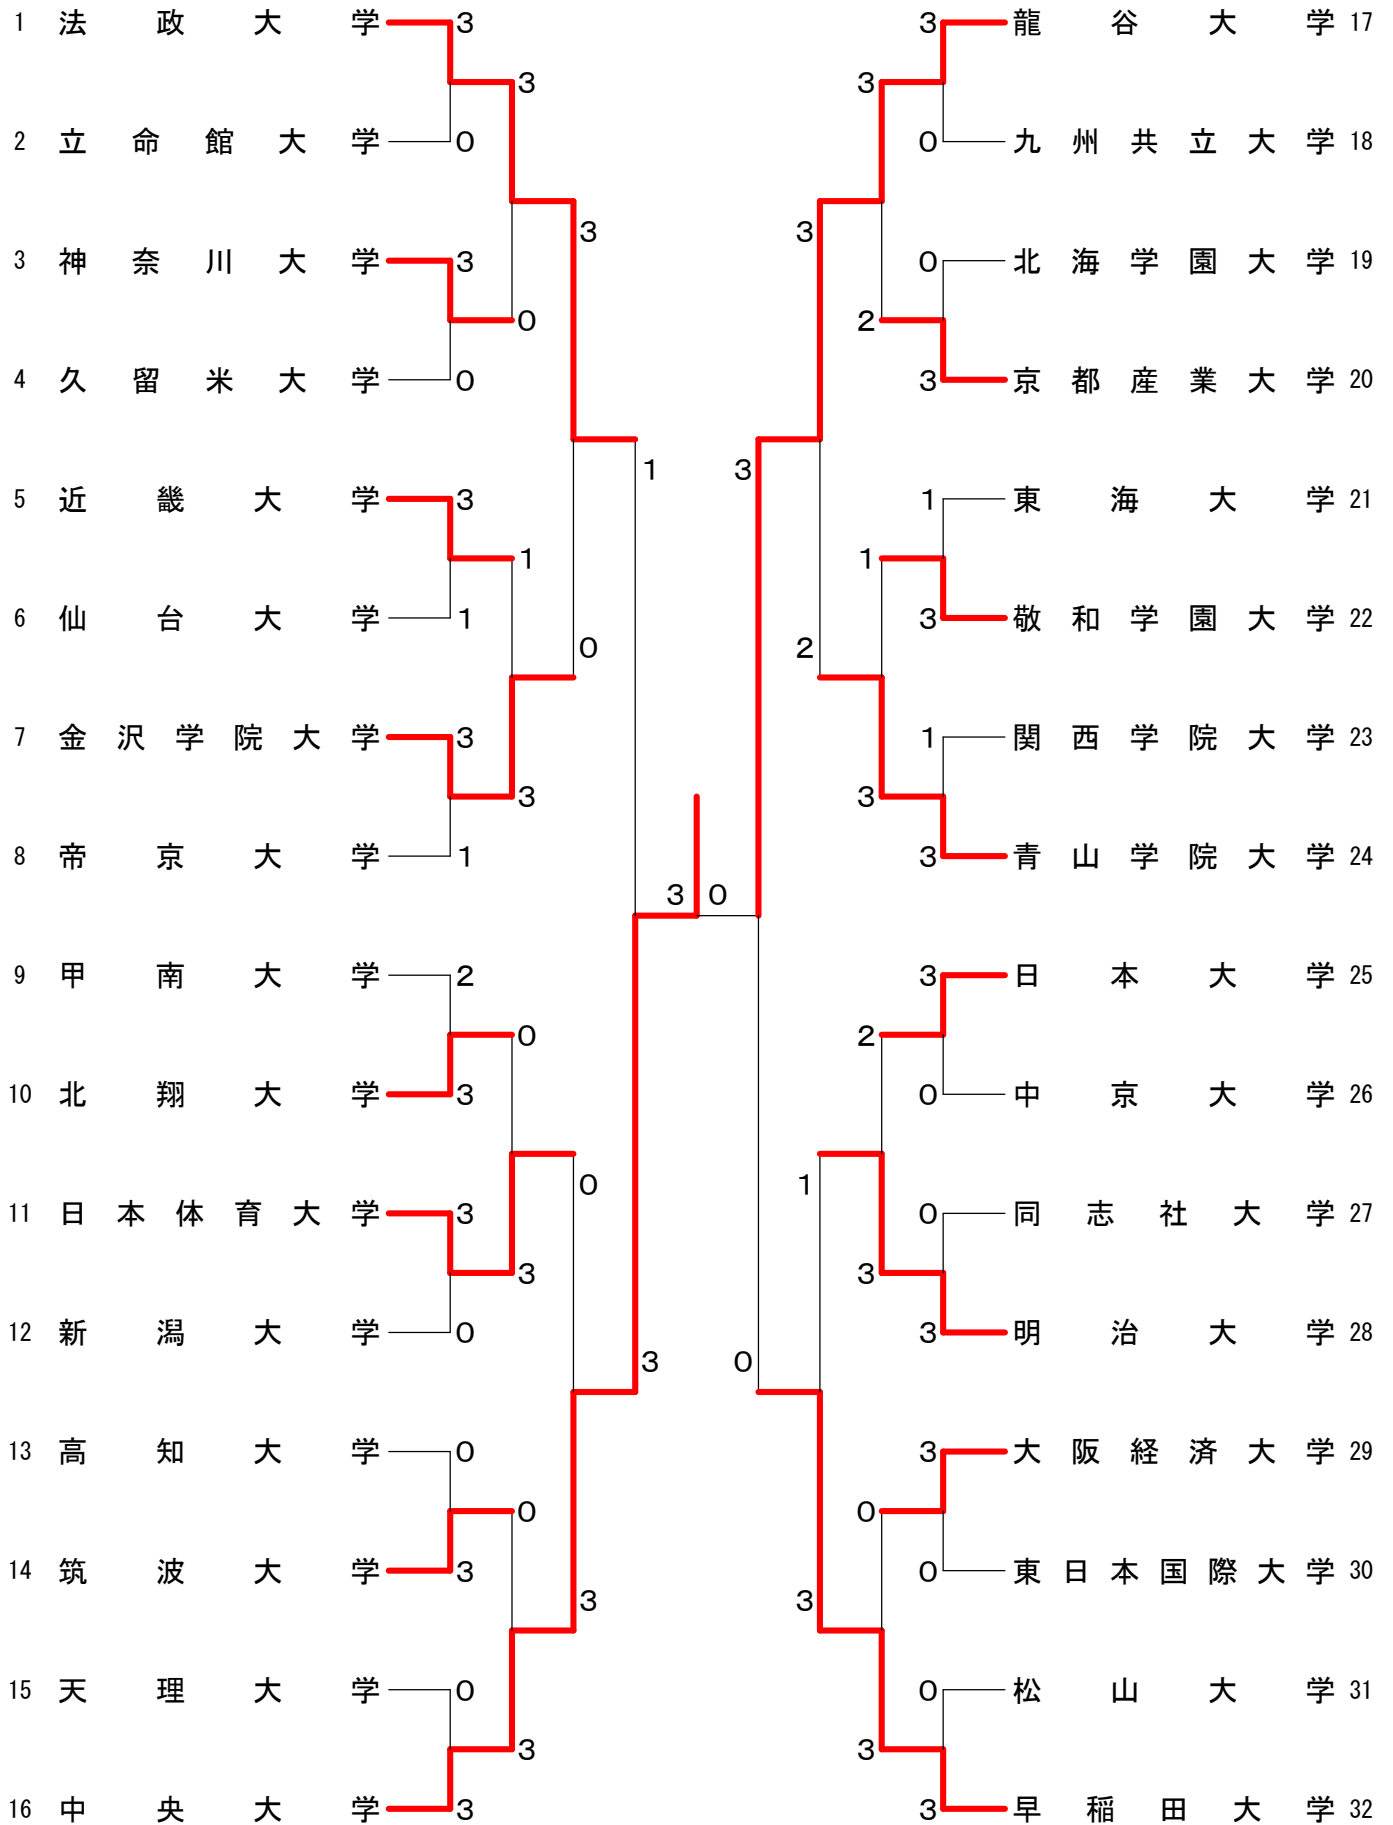 1 法政大学 3 3 龍谷大学 17
3 3
2 立命館大学 0 0 九州共立大学 18
3 3
3 神奈川大学 3 0 北海学園大学 19
0 2
4 久留米大学 0 3 京都産業大学 20
1 3
5 近畿大学 3 1 東海大学 21
1 1
6 仙台大学 1 3 敬和学園大学 22
0 2
7 金沢学院大学 3 1 関西学院大学 23
3 3
8 帝京大学 1 3 青山学院大学 24
3 0
9 甲南大学 2 3 日本大学 25
0 2
10 北翔大学 3 0 中京大学 26
0 1
11 日本体育大学 3 0 同志社大学 27
3 3
12 新潟大学 0 3 明治大学 28
3 0
13 高知大学 0 3 大阪経済大学 29
0 0
14 筑波大学 3 0 東日本国際大学 30
3 3
15 天理大学 0 0 松山大学 31
3 3
16 中央大学 3 3 早稲田大学 32